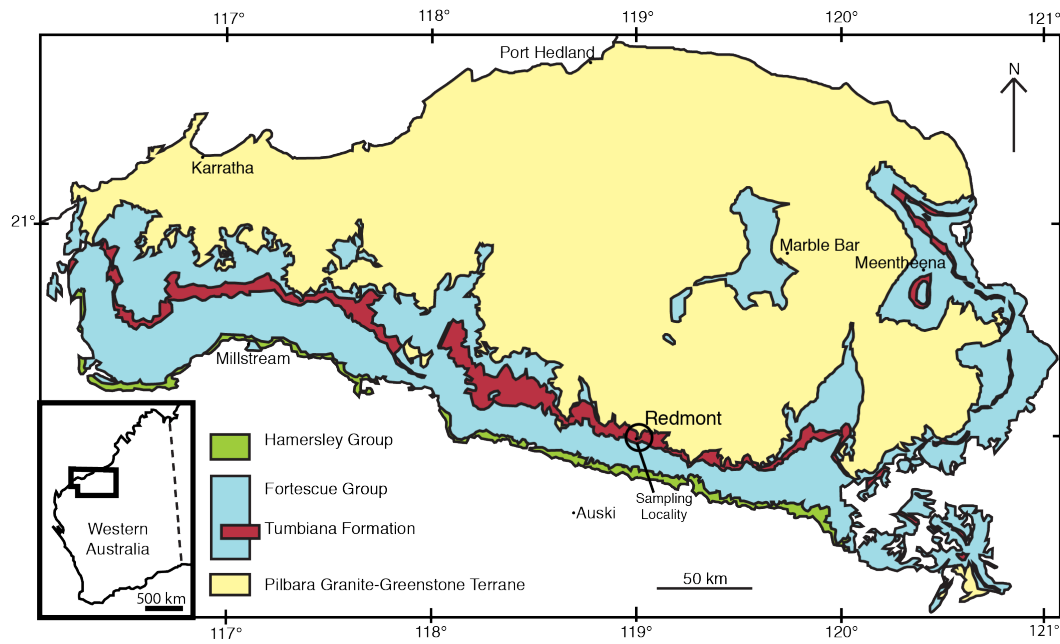 117°
118°
119°
120°
121°
Port Hedland
N
Karratha
21°
Marble Bar
Meentheena
Millstream
Redmont
Sampling
Locality
Auski
Hamersley Group
Fortescue Group
Tumbiana Formation
Pilbara Granite-Greenstone Terrane
Western
Australia
500 km
50 km
117°
118°
119°
120°
121°